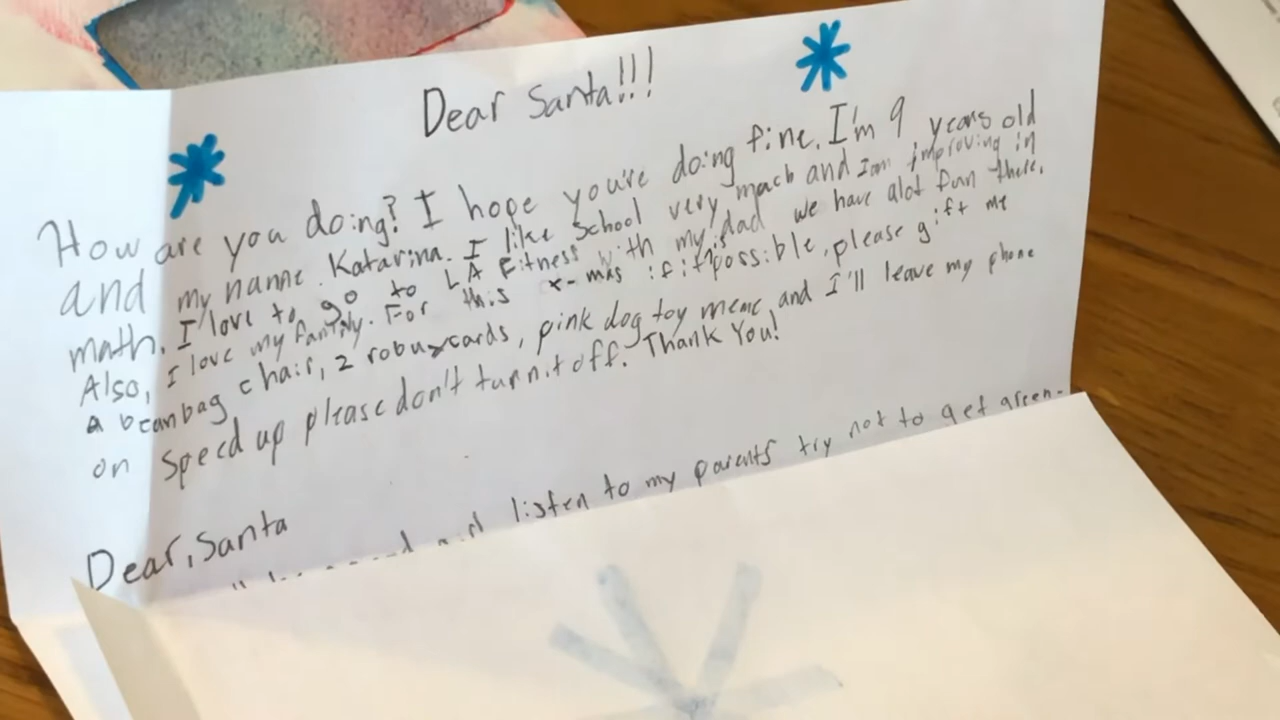 Dear Santa!!!
How are you doing? I hope you're doing fine. I'm 9 years old
and my name Katarina. I like School very mach and I am improving in
math. I love to go to LA Fitness with my dad we have alot fun there.
Also, I love my family. For this x-mas if it's possible, please gift me
a beanbag chair, 2 robuxcards, pink dog toy meme and I'll leave my phone
on speed up please don't turn it off. Thank You!
Dear, Santa
listen to my parents try not to get green-